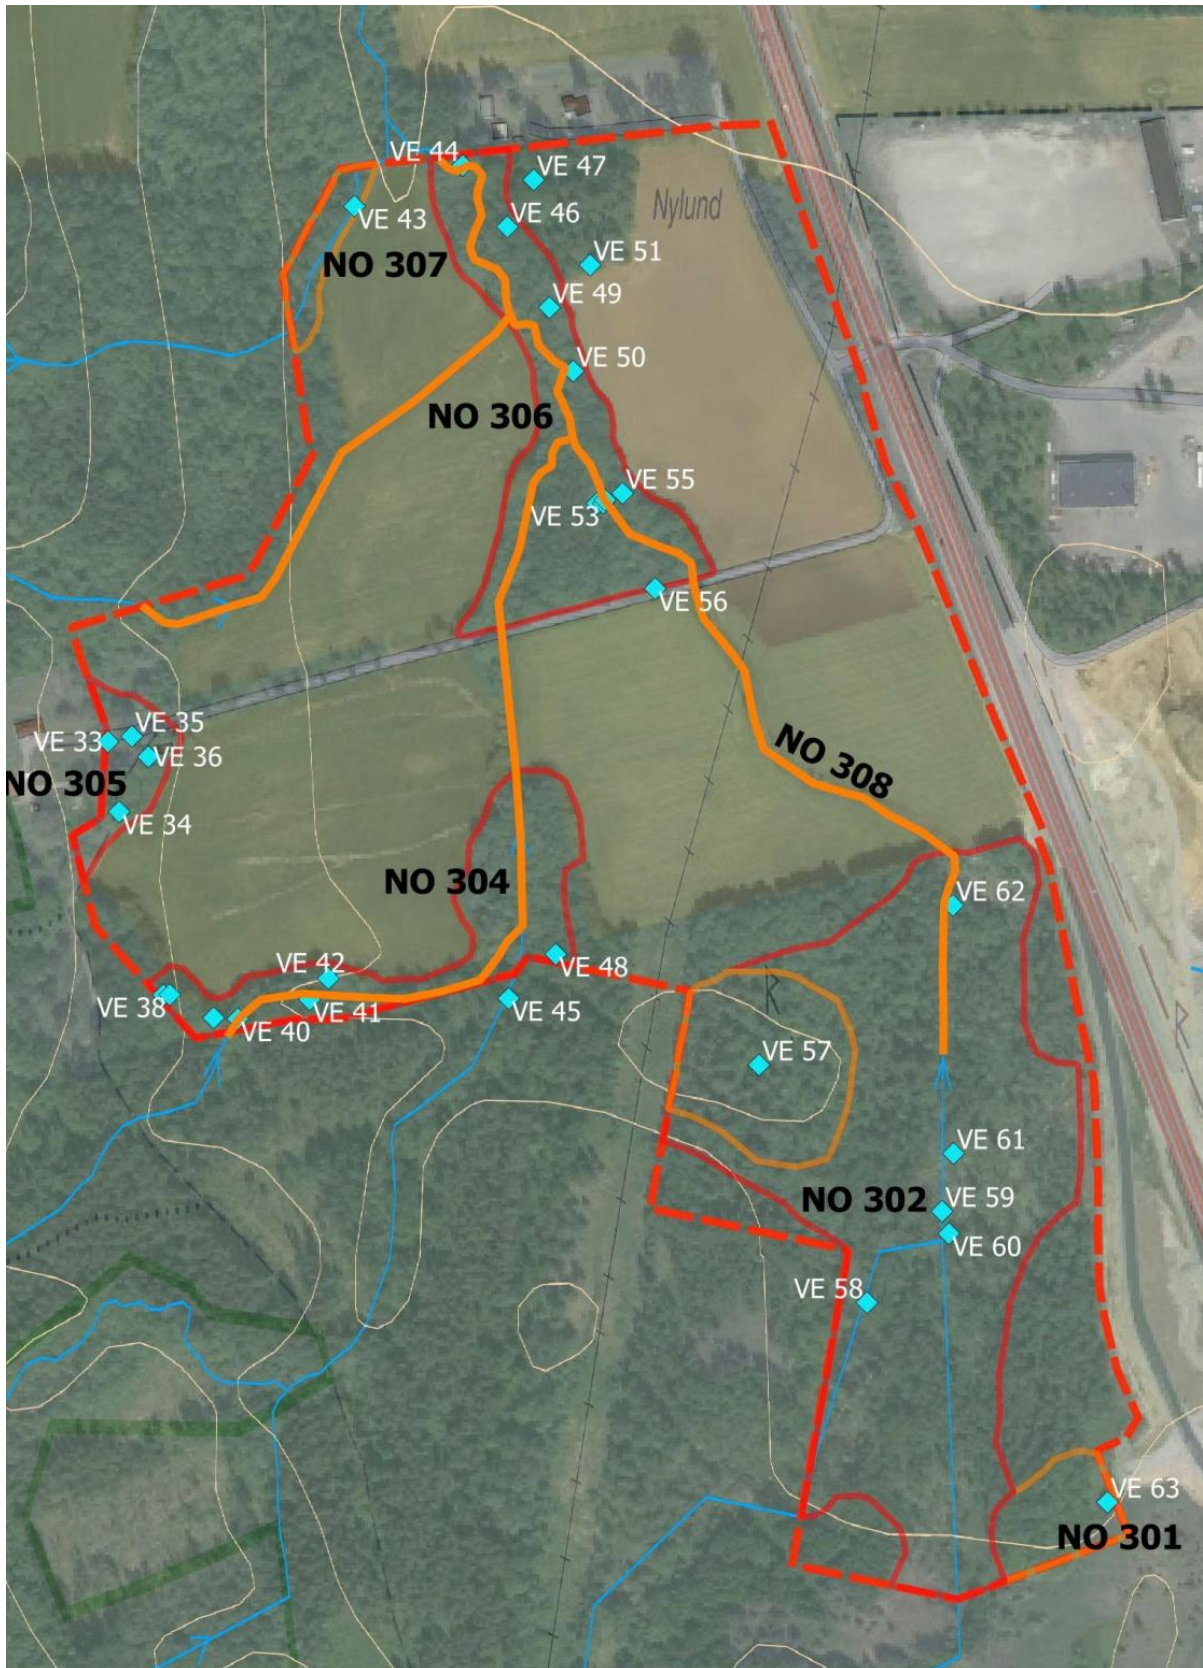 VE 44
VE 47
VE 43
VE 46
Nylund
NO 307
VE 51
VE 49
VE 50
NO 306
VE 55
VE 53
VE 56
VE 35
VE 33
VE 36
NO 305
NO 308
VE 34
NO 304
VE 62
VE 42
VE 48
VE 38
VE 41
VE 45
VE 40
R
R
VE 57
VE 61
NO 302
VE 59
VE 60
VE 58
VE 63
NO 301